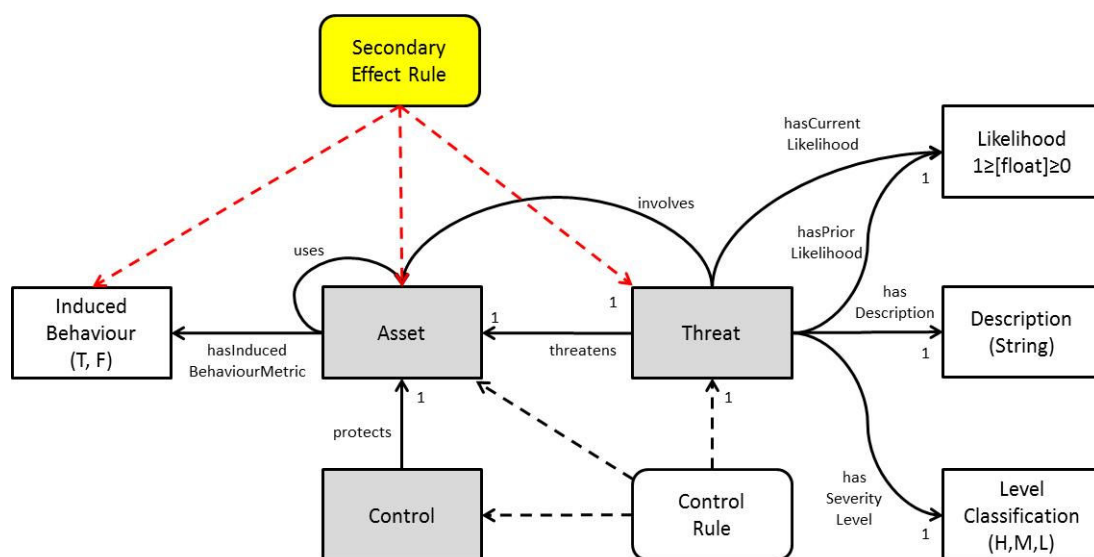 Secondary
Effect Rule
hasCurrent
Likelihood
Likelihood
1≥[float]≥0
1
involves
hasPrior
Likelihood
uses
Induced
Behaviour
(T, F)
hasInduced
BehaviourMetric
Asset
1
threatens
1
Threat
has
Description
1
Description
(String)
protects
1
1
Control
Control
Rule
has
Severity
Level
1
Level
Classification
(H,M,L)